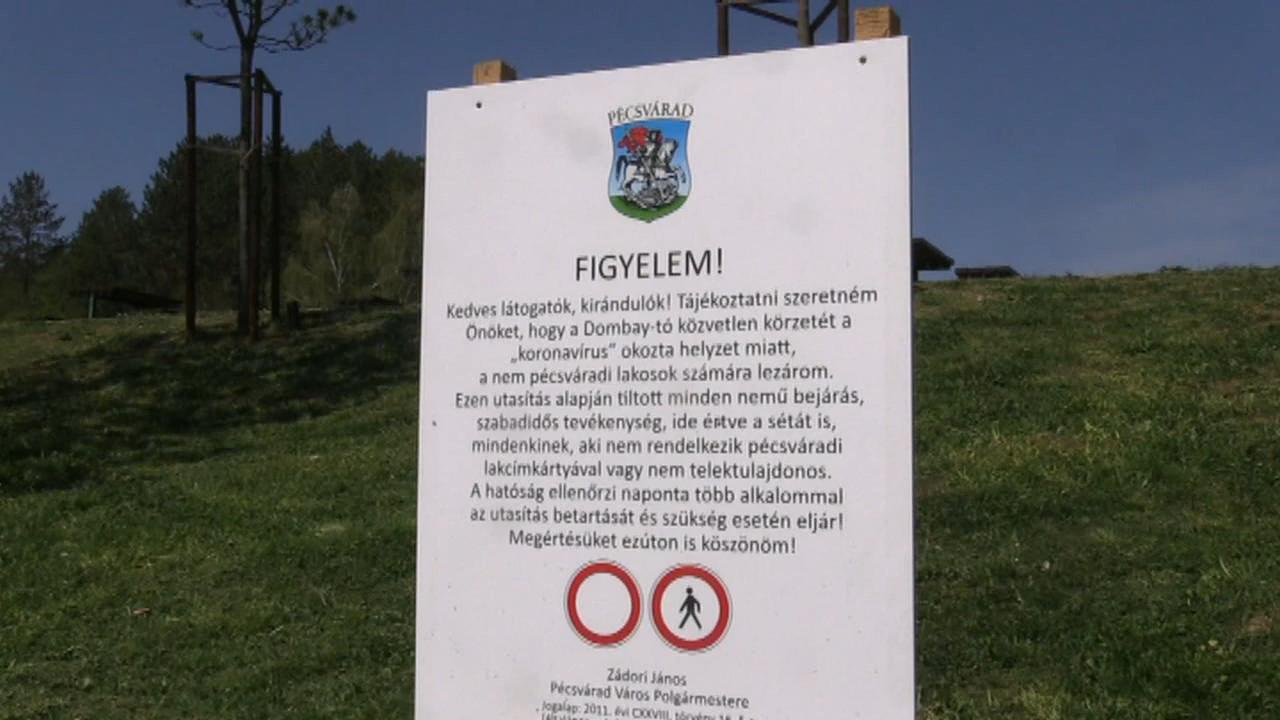 PÉCSVÁRAD
FIGYELEM!
Kedves látogatók, kirándulók! Tájékoztatni szeretném
Önöket, hogy a Dombay-tó közvetlen körzetét a
„koronavírus” okozta helyzet miatt,
a nem pécsváradi lakosok számára lezárom.
Ezen utasítás alapján tiltott minden nemű bejárás,
szabadidős tevékenység, ide értve a sétát is,
mindenkinek, aki nem rendelkezik pécsváradi
lakcímkártyával vagy nem telektulajdonos.
A hatóság ellenőrzi naponta több alkalommal
az utasítás betartását és szükség esetén eljár!
Megértésüket ezúton is köszönöm!
Zádori János
Pécsvárad Város Polgármestere
Jogalap: 2011. évi CXXVIII. törvény